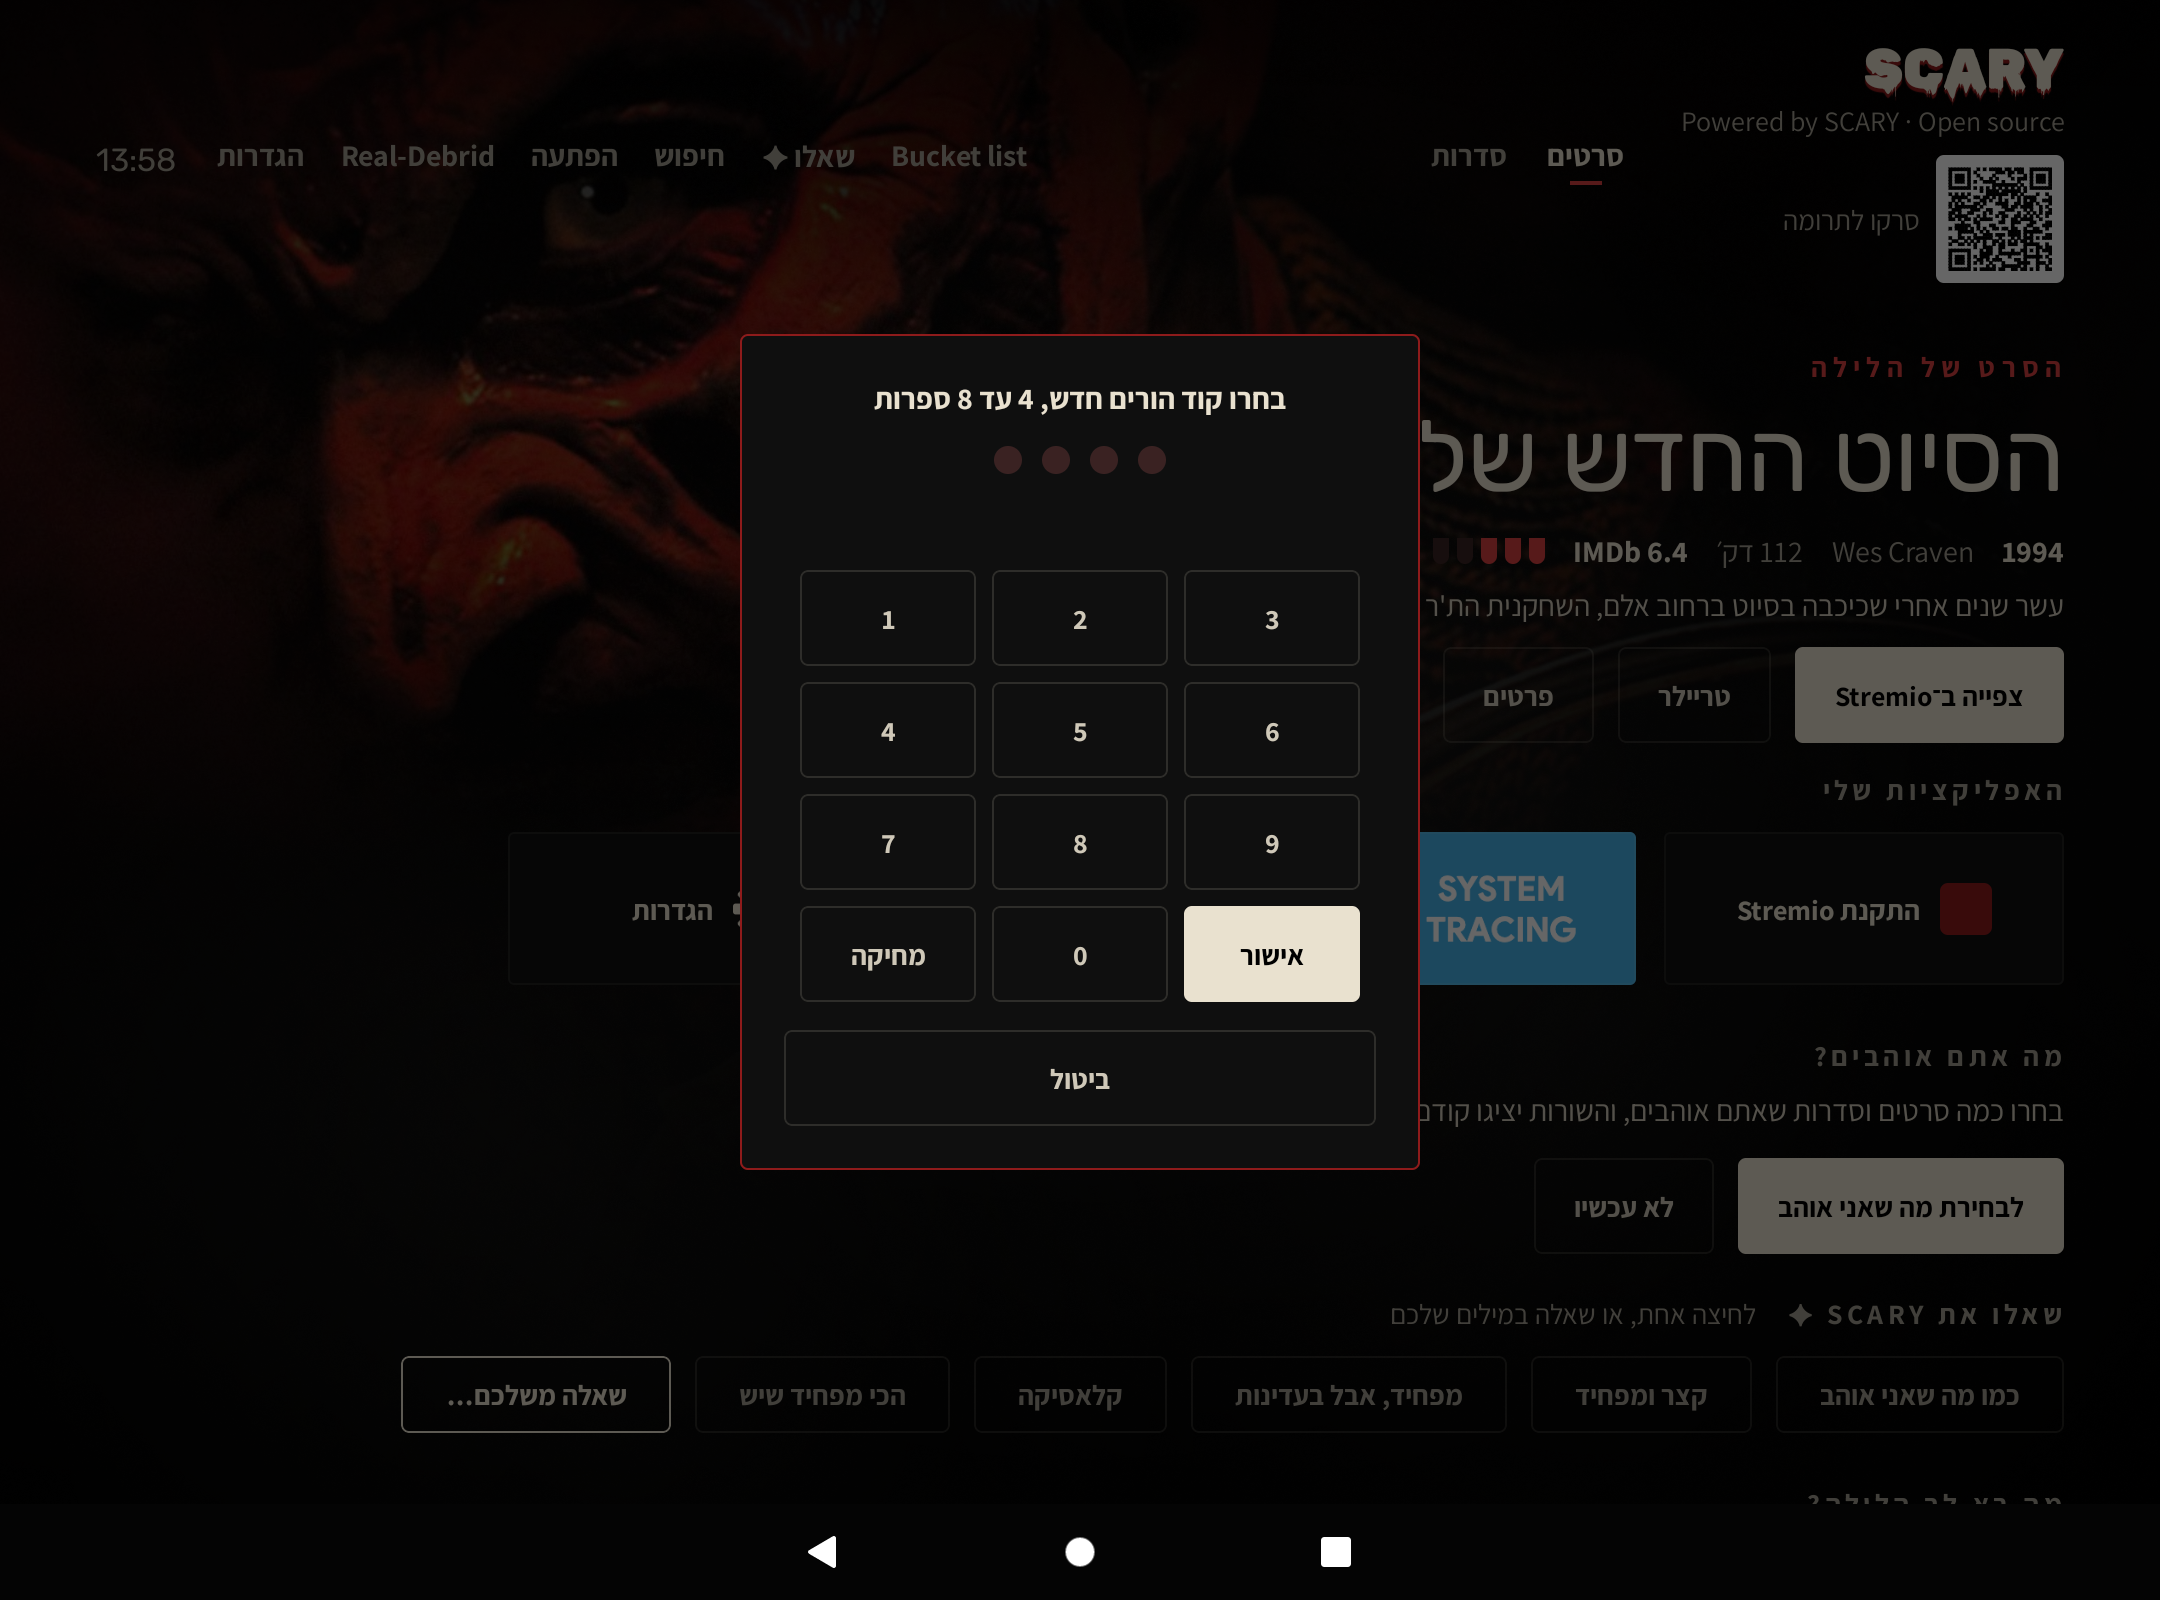 SCARY
Powered by SCARY · Open source
סרקו לתרומה
סרטים
סדרות
Bucket list
שאלו
חיפוש
הפתעה
Real-Debrid
הגדרות
13:58
הסרט של הלילה
הסיוט החדש של
1994 Wes Craven 112 דק׳ IMDb 6.4
עשר שנים אחרי שכיכבה בסיוט ברחוב אלם, השחקנית
צפייה ב־Stremio
טריילר
פרטים
האפליקציות שלי
התקנת Stremio
SYSTEM
TRACING
הגדרות
מה אתם אוהבים?
בחרו כמה סרטים וסדרות שאתם אוהבים, והשורות יציגו
לבחירת מה שאני אוהב
לא עכשיו
שאלו את SCARY
לחיצה אחת, או שאלה במילים שלכם
כמו מה שאני אוהב
קצר ומפחיד
מפחיד, אבל בעדינות
קלאסיקה
הכי מפחיד שיש
שאלה משלכם...
בחרו קוד הורים חדש, 4 עד 8 ספרות
1 2 3
4 5 6
7 8 9
מחיקה
0
אישור
ביטול